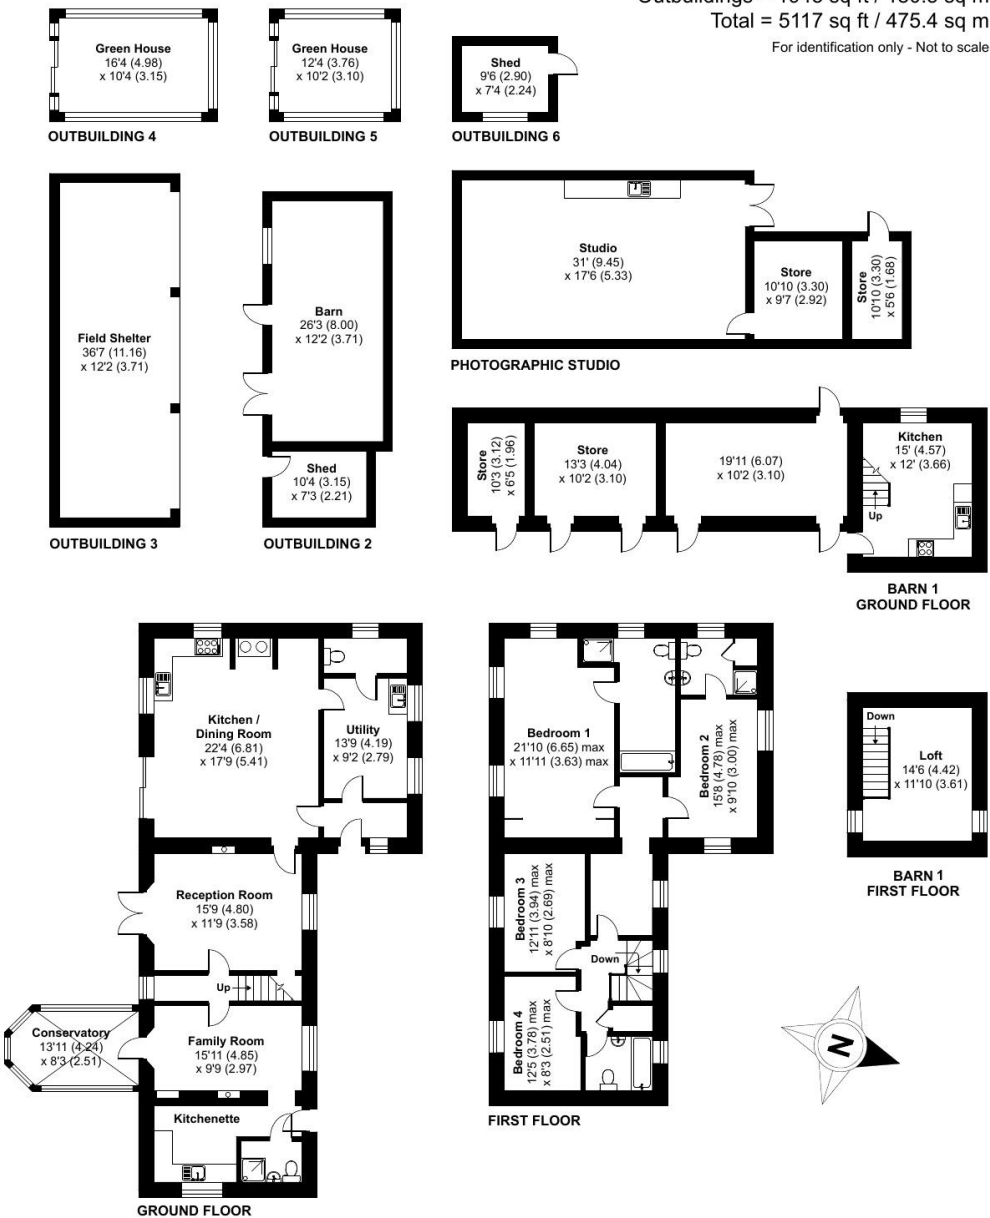 Total = 5117 sq ft / 475.4 sq m
For identification only - Not to scale
Green House
16'4 (4.98)
x 10'4 (3.15)
OUTBUILDING 4
Green House
12'4 (3.76)
x 10'2 (3.10)
OUTBUILDING 5
Shed
9'6 (2.90)
x 7'4 (2.24)
OUTBUILDING 6
Field Shelter
36'7 (11.16)
x 12'2 (3.71)
OUTBUILDING 3
Barn
26'3 (8.00)
x 12'2 (3.71)
Shed
10'4 (3.15)
x 7'3 (2.21)
OUTBUILDING 2
Studio
31' (9.45)
x 17'6 (5.33)
Store
10'10 (3.30)
x 9'7 (2.92)
Store
10'10 (3.30)
x 5'6 (1.68)
PHOTOGRAPHIC STUDIO
Store
10'3 (3.12)
x 6'5 (1.96)
Store
13'3 (4.04)
x 10'2 (3.10)
19'11 (6.07)
x 10'2 (3.10)
Kitchen
15' (4.57)
x 12' (3.66)
Up
BARN 1
GROUND FLOOR
Kitchen /
Dining Room
22'4 (6.81)
x 17'9 (5.41)
Utility
13'9 (4.19)
x 9'2 (2.79)
Reception Room
15'9 (4.80)
x 11'9 (3.58)
Up
Conservatory
13'11 (4.24)
x 8'3 (2.51)
Family Room
15'11 (4.85)
x 9'9 (2.97)
Kitchenette
GROUND FLOOR
Bedroom 1
21'10 (6.65) max
x 11'11 (3.63) max
Bedroom 2
15'8 (4.78) max
x 9'10 (3.00) max
Bedroom 3
12'11 (3.94) max
x 8'10 (2.69) max
Down
Bedroom 4
12'5 (3.78) max
x 8'3 (2.51) max
FIRST FLOOR
Down
Loft
14'6 (4.42)
x 11'10 (3.61)
BARN 1
FIRST FLOOR
N